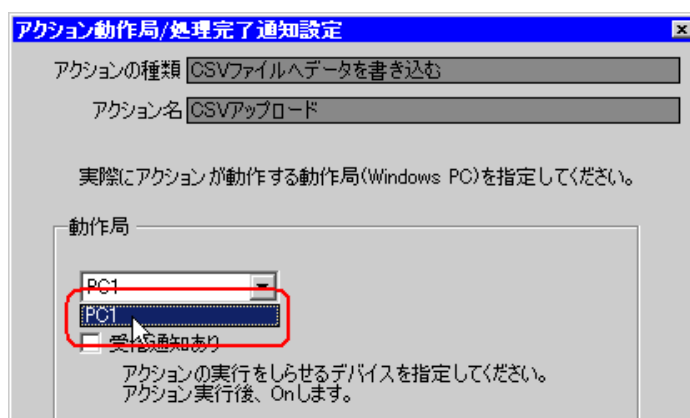 アクション動作局/処理完了通知設定
アクションの種類 CSVファイルへデータを書き込む
アクション名 CSVアップロード
実際にアクションが動作する動作局(Windows PC)を指定してください。
動作局
PC1
PC1
受信通知あり
アクションの実行をしらせるデバイスを指定してください。
アクション実行後、Onします。